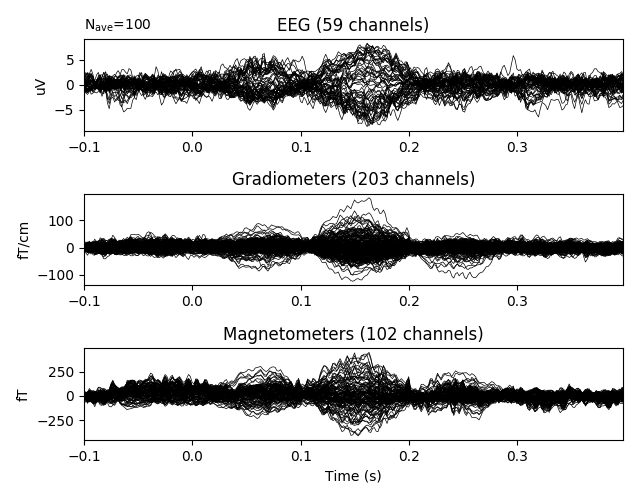 Nave=100
EEG (59 channels)
5
0
−5
uV
−0.1 0.0 0.1 0.2 0.3
Gradiometers (203 channels)
100
0
−100
fT/cm
−0.1 0.0 0.1 0.2 0.3
Magnetometers (102 channels)
250
0
−250
fT
−0.1 0.0 0.1 0.2 0.3
Time (s)